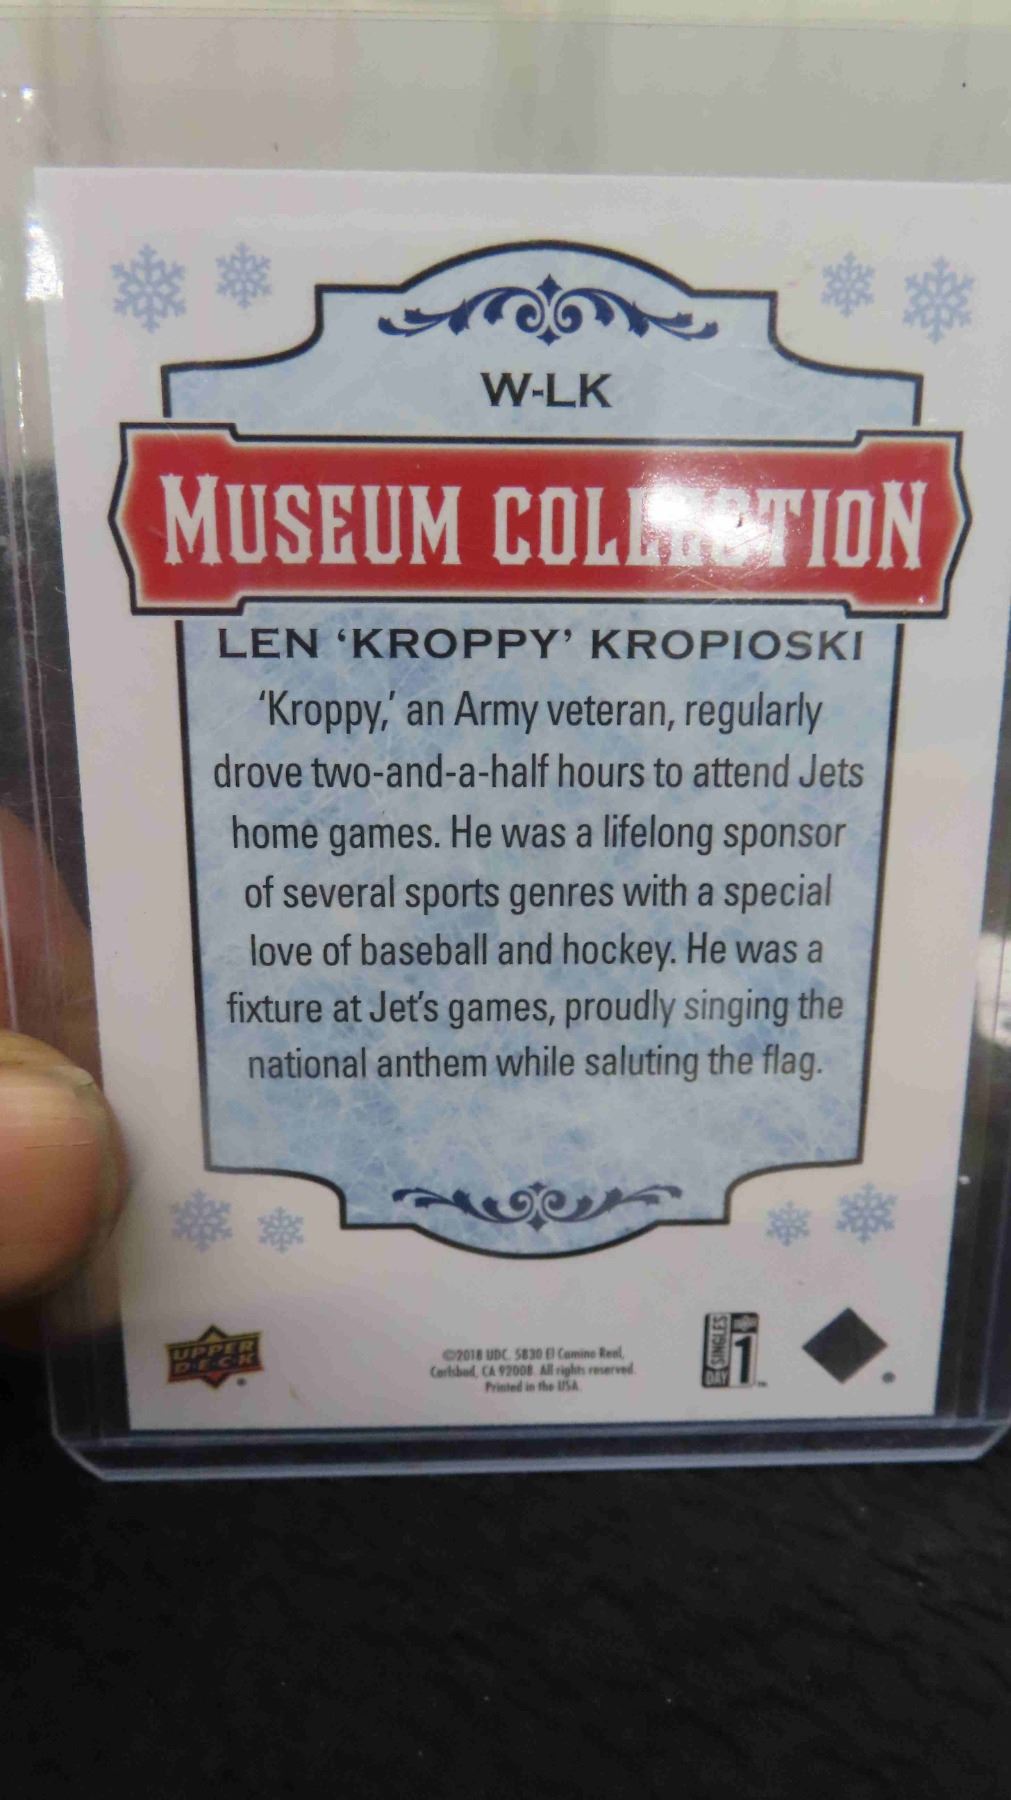 W-LK
MUSEUM COLLECTION
LEN ‘KROPPY’ KROPIOSKI
‘Kroppy,’ an Army veteran, regularly
drove two-and-a-half hours to attend Jets
home games. He was a lifelong sponsor
of several sports genres with a special
love of baseball and hockey. He was a
fixture at Jet’s games, proudly singing the
national anthem while saluting the flag.
UPPER
DECK
©2018 UDC. 5830 El Camino Real,
Carlsbad, CA 92008. All rights reserved.
Printed in the USA
DAY 1 SINGLES